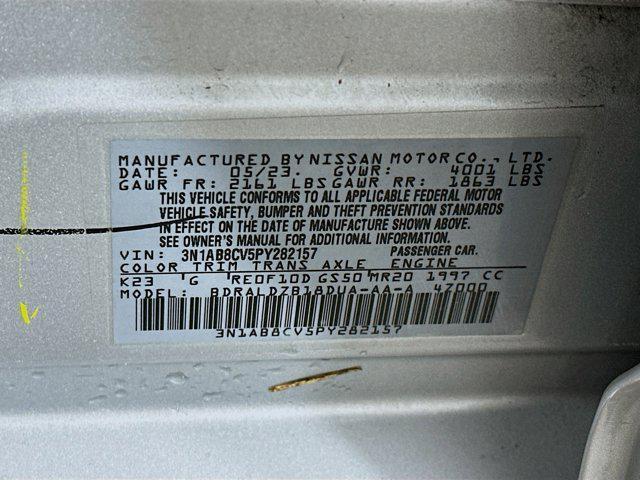 MANUFACTURED BY NISSAN MOTOR CO., LTD.
DATE: 05/23. GVWR: 4001 LBS
GAWR FR: 2161 LBS GAWR RR: 1863 LBS
THIS VEHICLE CONFORMS TO ALL APPLICABLE FEDERAL MOTOR
VEHICLE SAFETY, BUMPER AND THEFT PREVENTION STANDARDS
IN EFFECT ON THE DATE OF MANUFACTURE SHOWN ABOVE.
SEE OWNER'S MANUAL FOR ADDITIONAL INFORMATION.
VIN: 3N1AB8CV5PY282157 PASSENGER CAR.
COLOR TRIM TRANS AXLE ENGINE
K23 'G RE0F10D GS50 MR20 1997 CC
MODEL: BDRALDZB18DUA-AA-A 47000
3N1AB8CV5PY282157